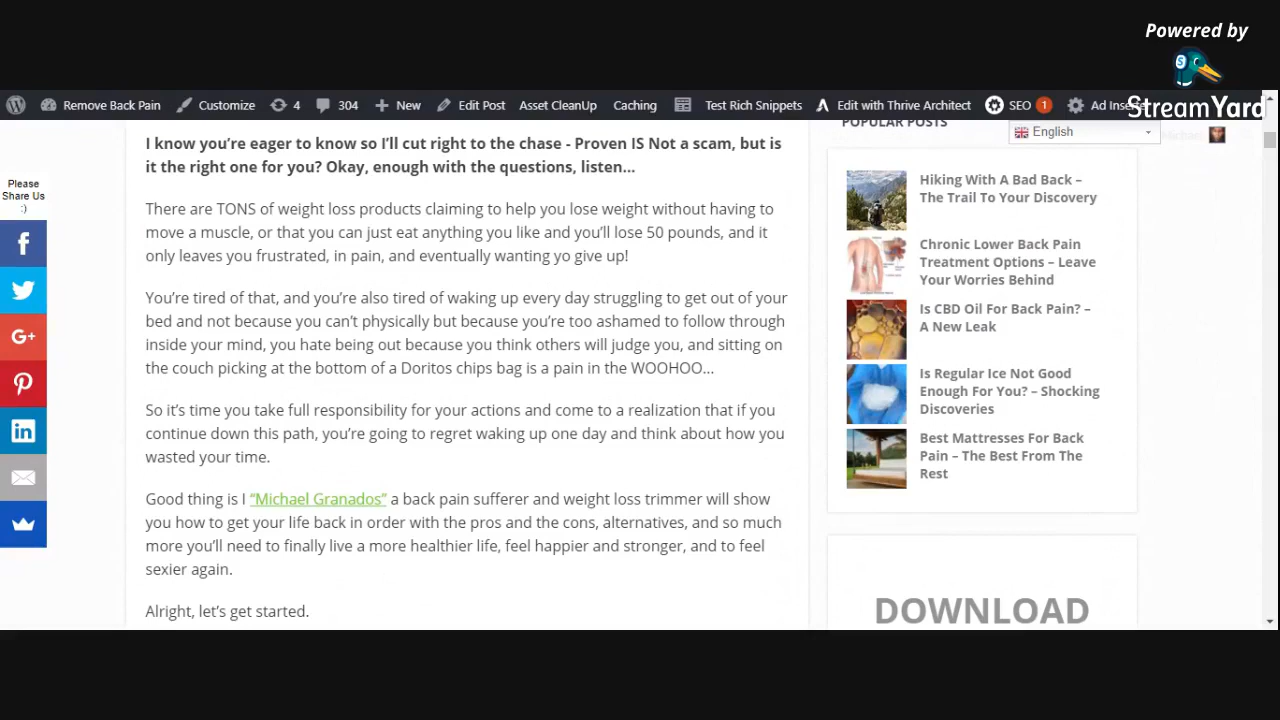 Powered by
StreamYard
Remove Back Pain Customize 4 304 New Edit Post Asset CleanUp Caching Test Rich Snippets Edit with Thrive Architect SEO 1 Ad Inserte
English
Please
Share Us
:)
I know you’re eager to know so I’ll cut right to the chase - Proven IS Not a scam, but is
it the right one for you? Okay, enough with the questions, listen…
There are TONS of weight loss products claiming to help you lose weight without having to
move a muscle, or that you can just eat anything you like and you’ll lose 50 pounds, and it
only leaves you frustrated, in pain, and eventually wanting yo give up!
You’re tired of that, and you’re also tired of waking up every day struggling to get out of your
bed and not because you can’t physically but because you’re too ashamed to follow through
inside your mind, you hate being out because you think others will judge you, and sitting on
the couch picking at the bottom of a Doritos chips bag is a pain in the WOOHOO…
So it’s time you take full responsibility for your actions and come to a realization that if you
continue down this path, you’re going to regret waking up one day and think about how you
wasted your time.
Good thing is I “Michael Granados” a back pain sufferer and weight loss trimmer will show
you how to get your life back in order with the pros and the cons, alternatives, and so much
more you’ll need to finally live a more healthier life, feel happier and stronger, and to feel
sexier again.
Alright, let’s get started.
POPULAR POSTS
Hiking With A Bad Back –
The Trail To Your Discovery
Chronic Lower Back Pain
Treatment Options – Leave
Your Worries Behind
Is CBD Oil For Back Pain? –
A New Leak
Is Regular Ice Not Good
Enough For You? – Shocking
Discoveries
Best Mattresses For Back
Pain – The Best From The
Rest
DOWNLOAD